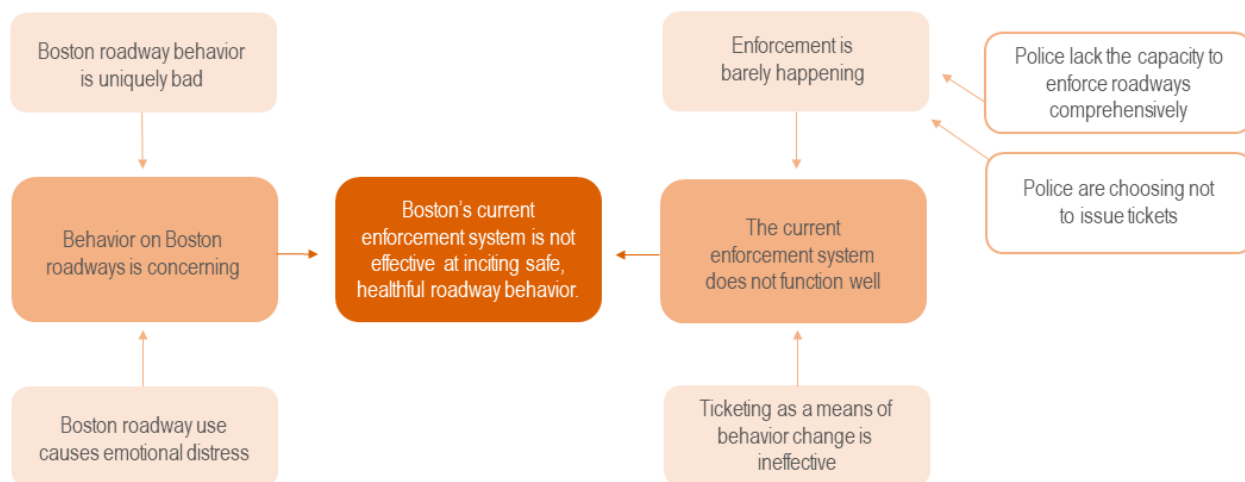 Boston roadway behavior
is uniquely bad
Enforcement is
barely happening
Police lack the capacity to
enforce roadways
comprehensively
Police are choosing not
to issue tickets
Behavior on Boston
roadways is concerning
Boston's current
enforcement system is not
effective at inciting safe,
healthful roadway behavior.
The current
enforcement system
does not function well
Boston roadway use
causes emotional distress
Ticketing as a means of
behavior change is
ineffective